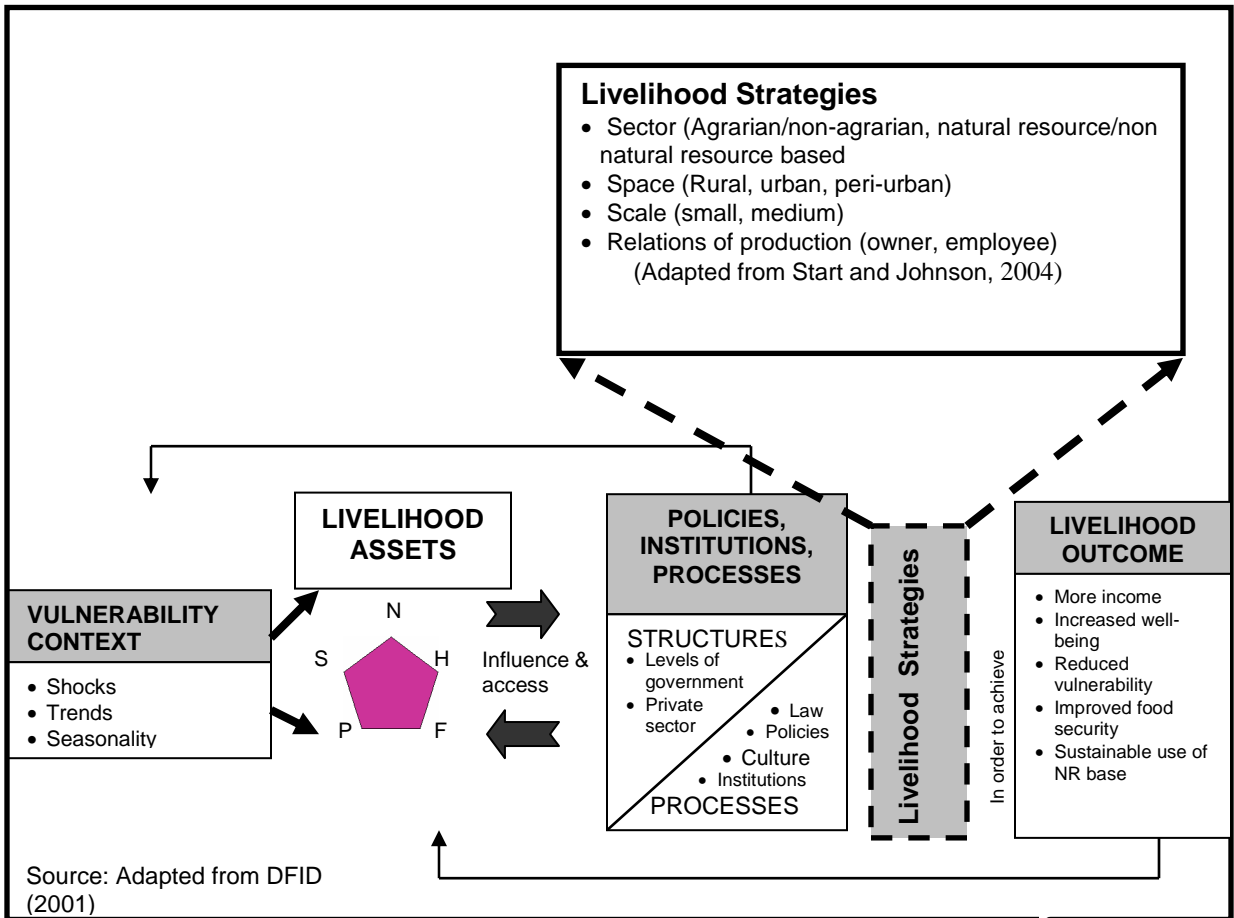 Livelihood Strategies
• Sector (Agrarian/non-agrarian, natural resource/non
natural resource based
• Space (Rural, urban, peri-urban)
• Scale (small, medium)
• Relations of production (owner, employee)
(Adapted from Start and Johnson, 2004)
VULNERABILITY
CONTEXT
• Shocks
• Trends
• Seasonality
LIVELIHOOD
ASSETS
N
S
H
P
F
Influence &
access
POLICIES,
INSTITUTIONS,
PROCESSES
STRUCTURES
• Levels of
government
• Private
sector
• Law
• Policies
• Culture
• Institutions
PROCESSES
Livelihood Strategies
In order to achieve
LIVELIHOOD
OUTCOME
• More income
• Increased well-
being
• Reduced
vulnerability
• Improved food
security
• Sustainable use of
NR base
Source: Adapted from DFID
(2001)